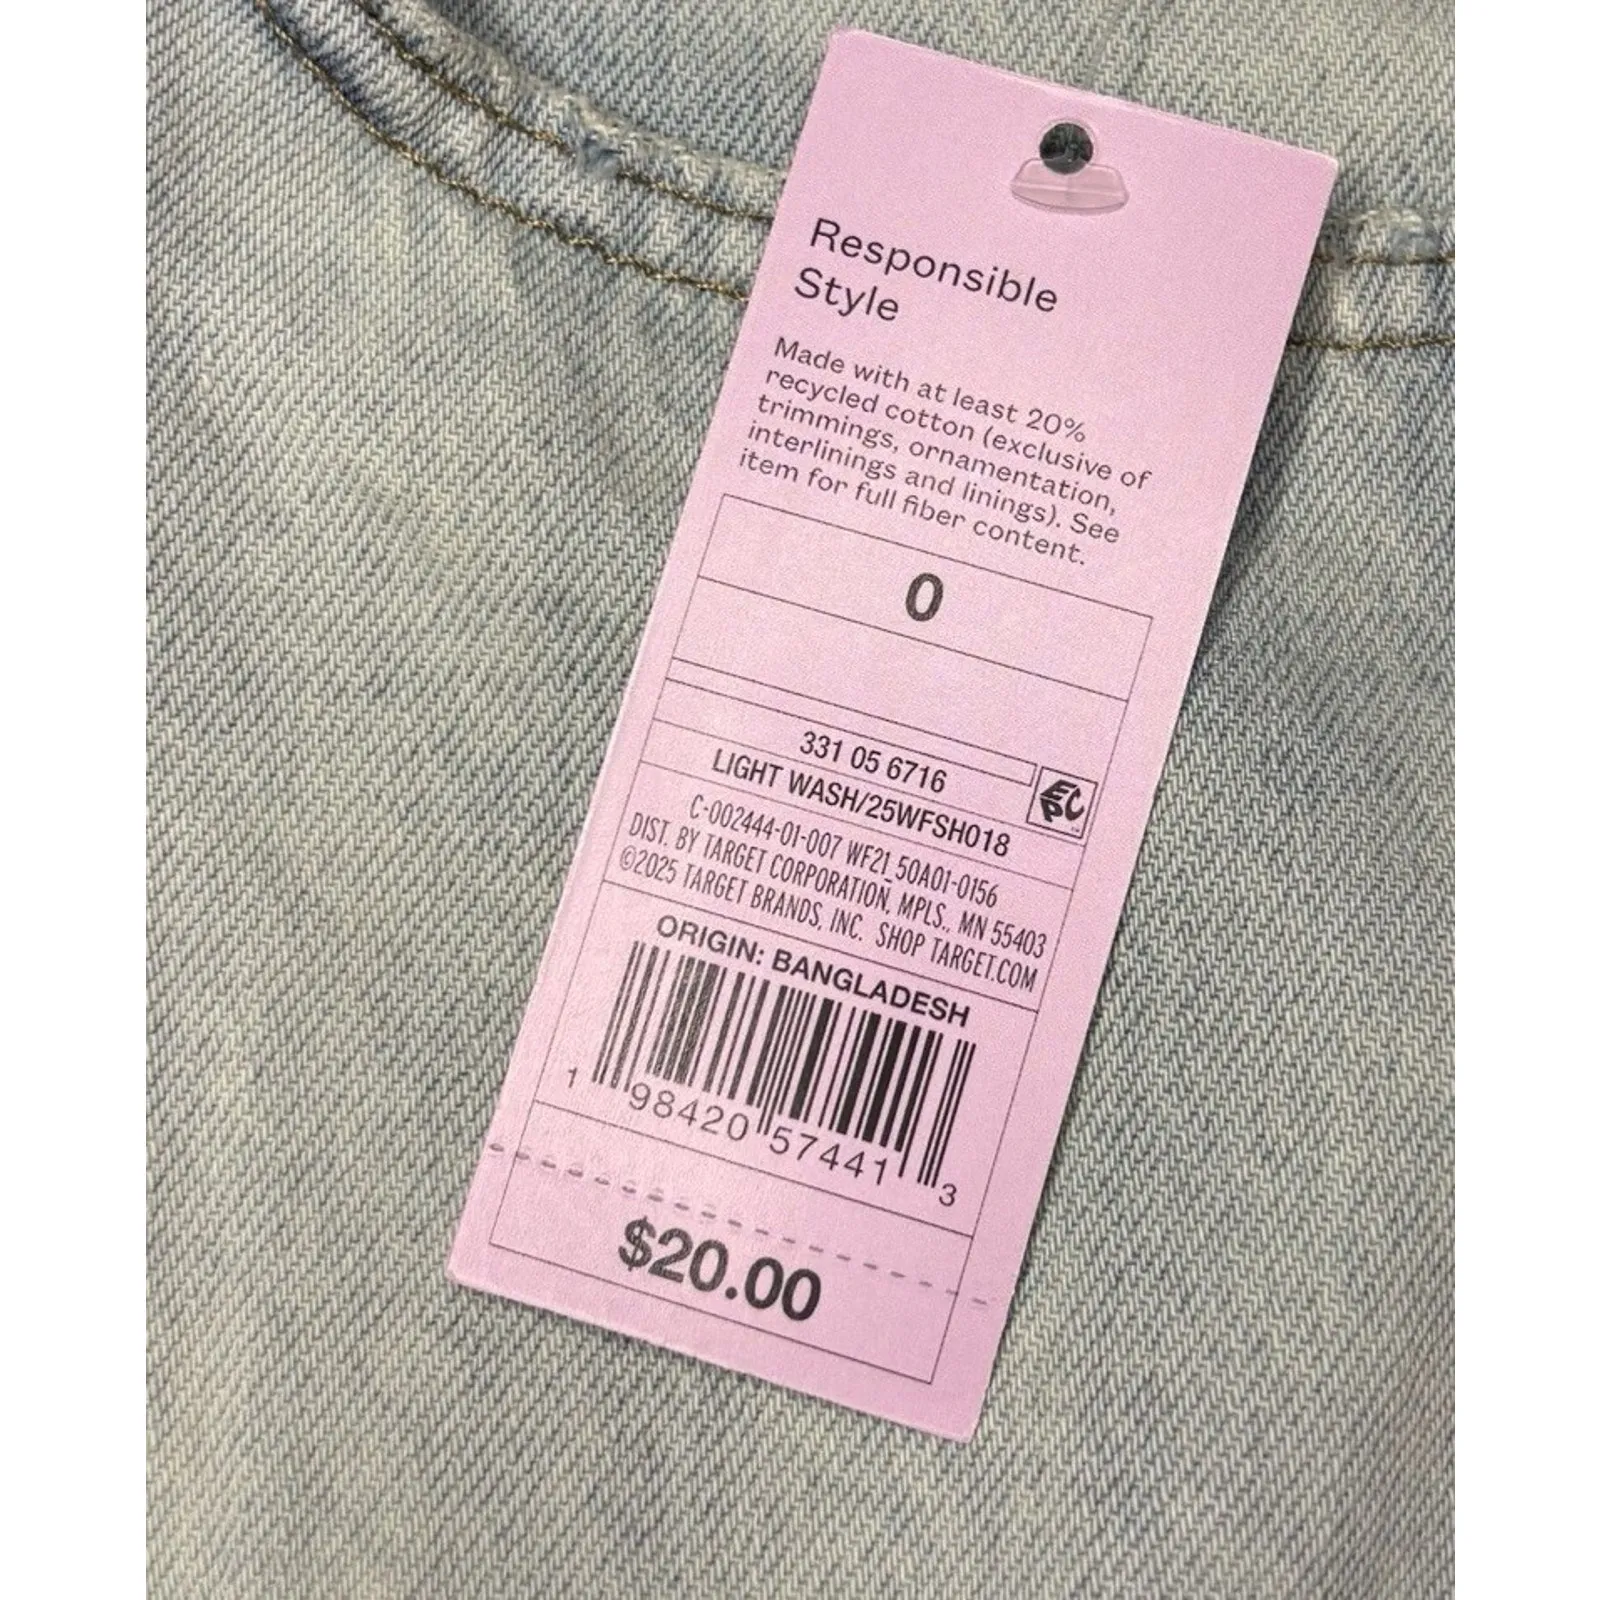 Responsible
Style
Made with at least 20%
recycled cotton (exclusive of
trimmings, ornamentation,
interlinings and linings). See
item for full fiber content.
0
331 05 6716
LIGHT WASH/25WFSH018
EPC
C-002444-01-007 WF21_50A01-0156
DIST. BY TARGET CORPORATION, MPLS., MN 55403
©2025 TARGET BRANDS, INC. SHOP TARGET.COM
ORIGIN: BANGLADESH
1 98420 57441 3
$20.00